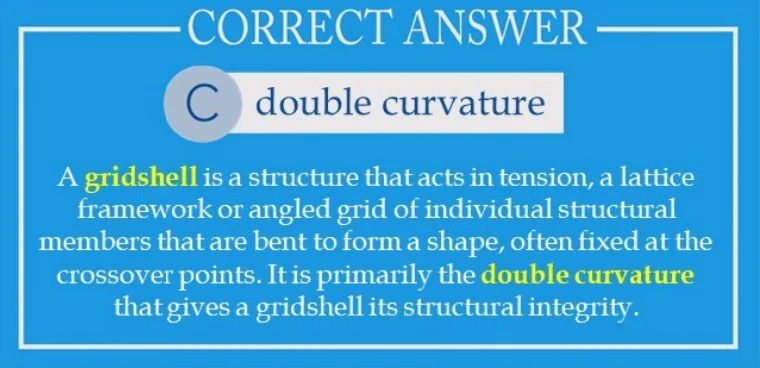 CORRECT ANSWER
C double curvature
A gridshell is a structure that acts in tension, a lattice
framework or angled grid of individual structural
members that are bent to form a shape, often fixed at the
crossover points. It is primarily the double curvature
that gives a gridshell its structural integrity.